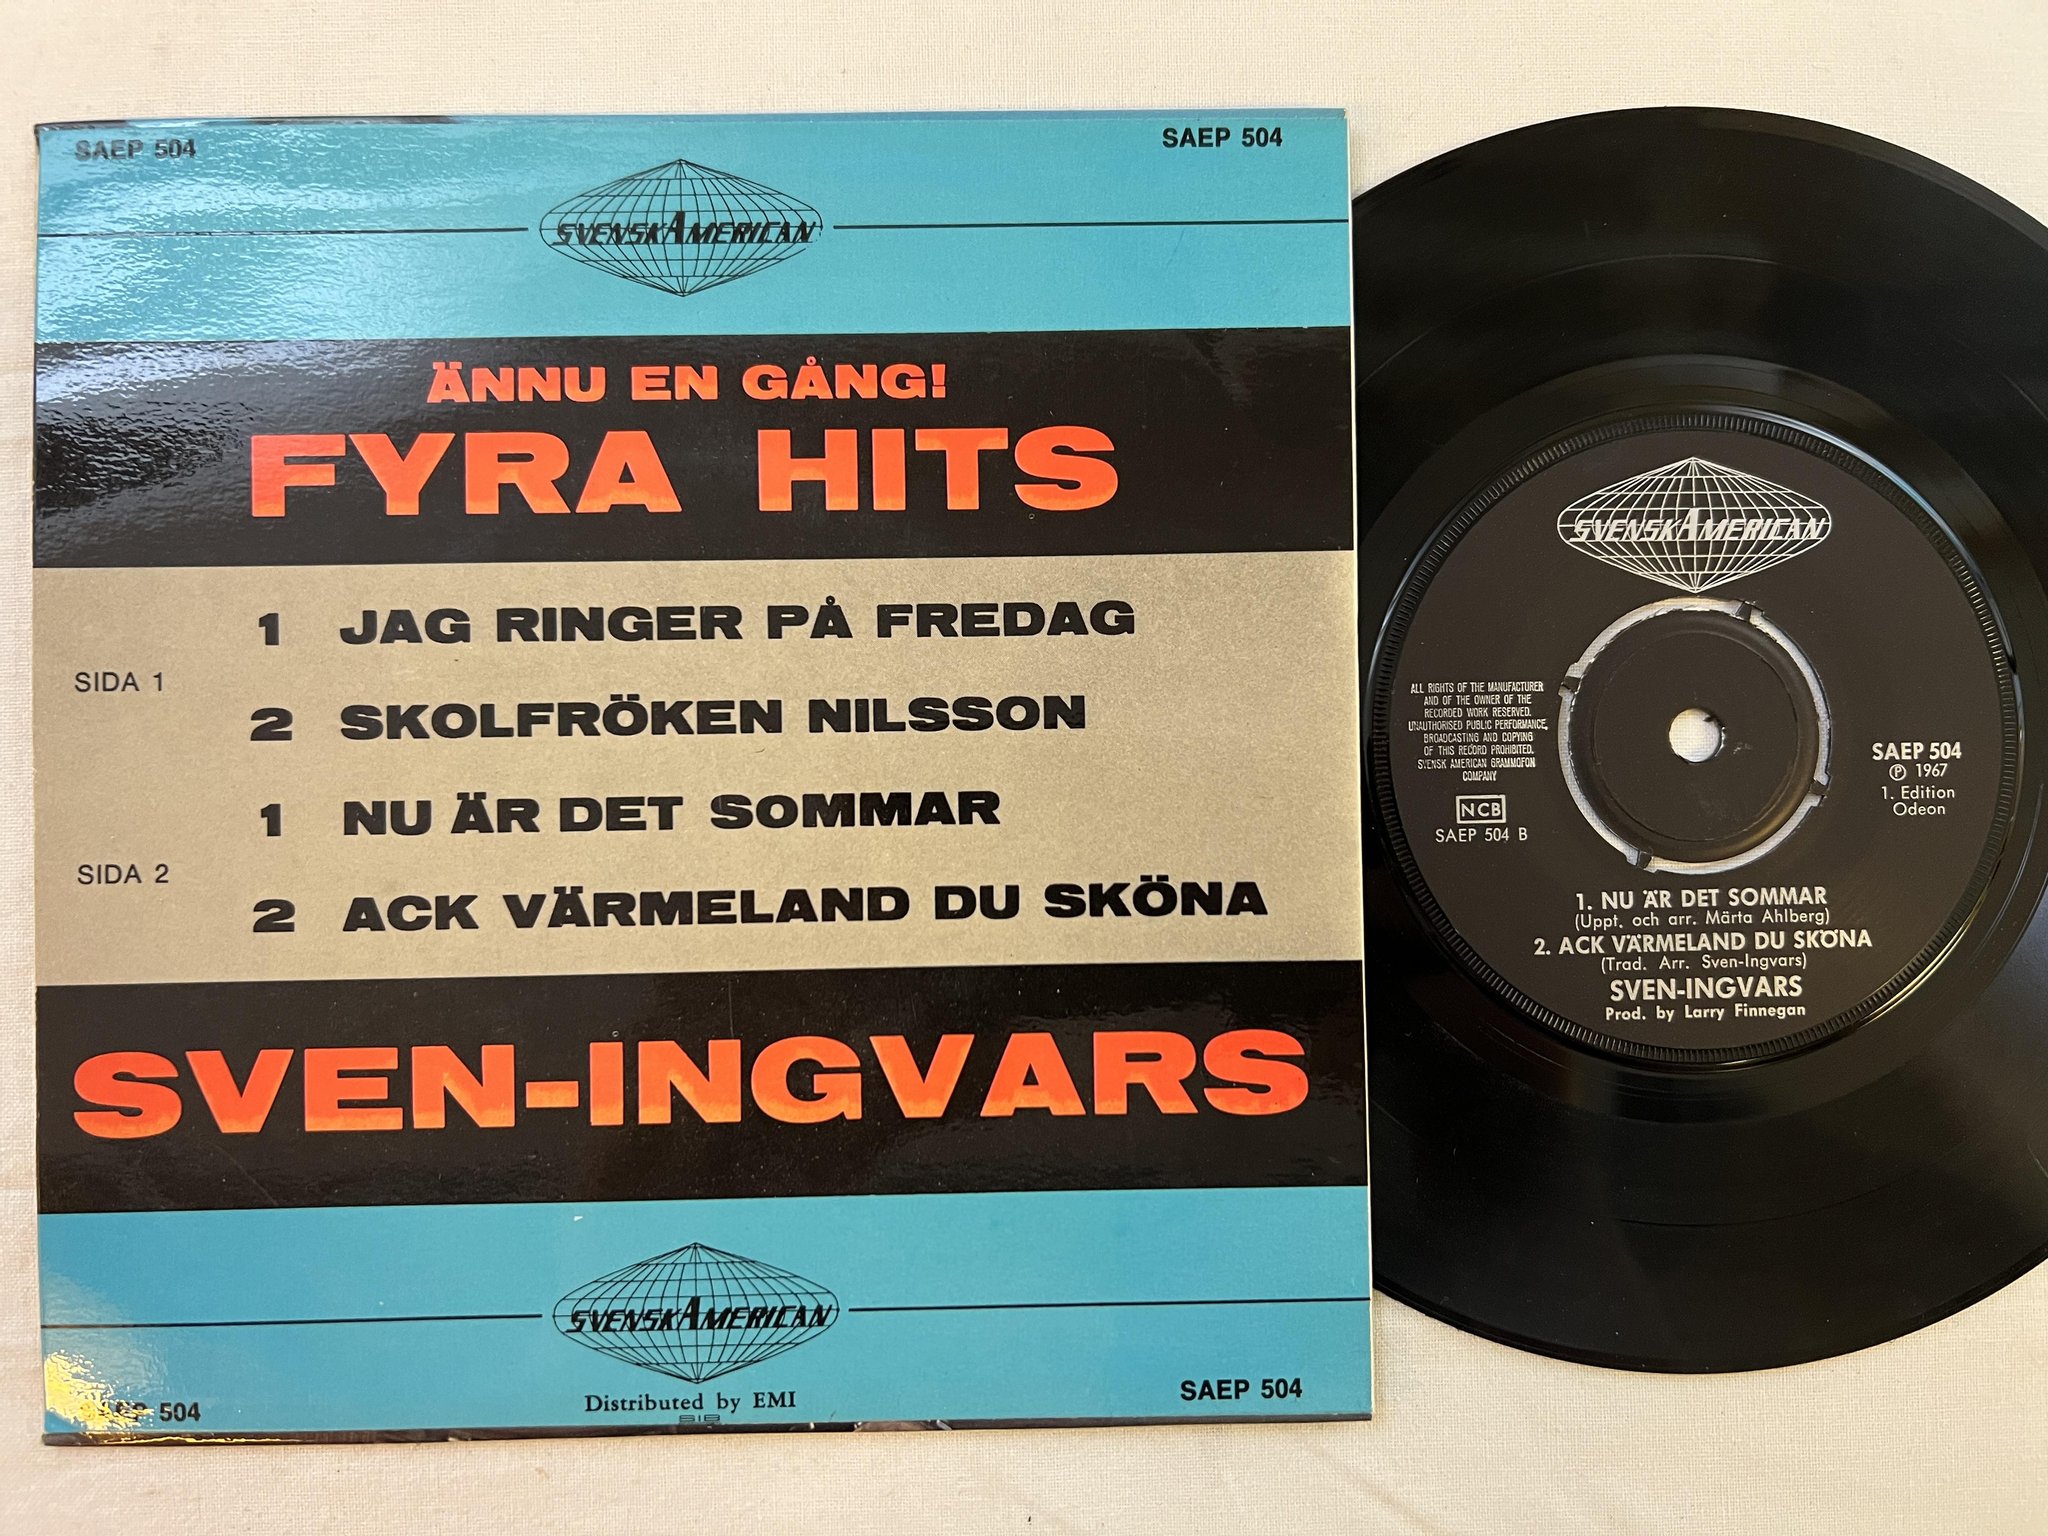 SAEP 504
SAEP 504
SVENSKAMERICAN
ÄNNU EN GÅNG!
FYRA HITS
SIDA 1
1 JAG RINGER PÅ FREDAG
2 SKOLFRÖKEN NILSSON
SIDA 2
1 NU ÄR DET SOMMAR
2 ACK VÄRMELAND DU SKÖNA
SVEN-INGVARS
SVENSKAMERICAN
Distributed by EMI
SIB
SAEP 504
SAEP 504
SVENSKAMERICAN
ALL RIGHTS OF THE MANUFACTURER
AND OF THE OWNER OF THE
RECORDED WORK RESERVED.
UNAUTHORISED PUBLIC PERFORMANCE,
BROADCASTING AND COPYING
OF THIS RECORD PROHIBITED.
SVENSK AMERICAN GRAMMOFON
COMPANY
NCB
SAEP 504 B
SAEP 504
Ⓟ 1967
1. Edition
Odeon
1. NU ÄR DET SOMMAR
(Uppt. och arr. Märta Ahlberg)
2. ACK VÄRMELAND DU SKÖNA
(Trad. Arr. Sven-Ingvars)
SVEN-INGVARS
Prod. by Larry Finnegan